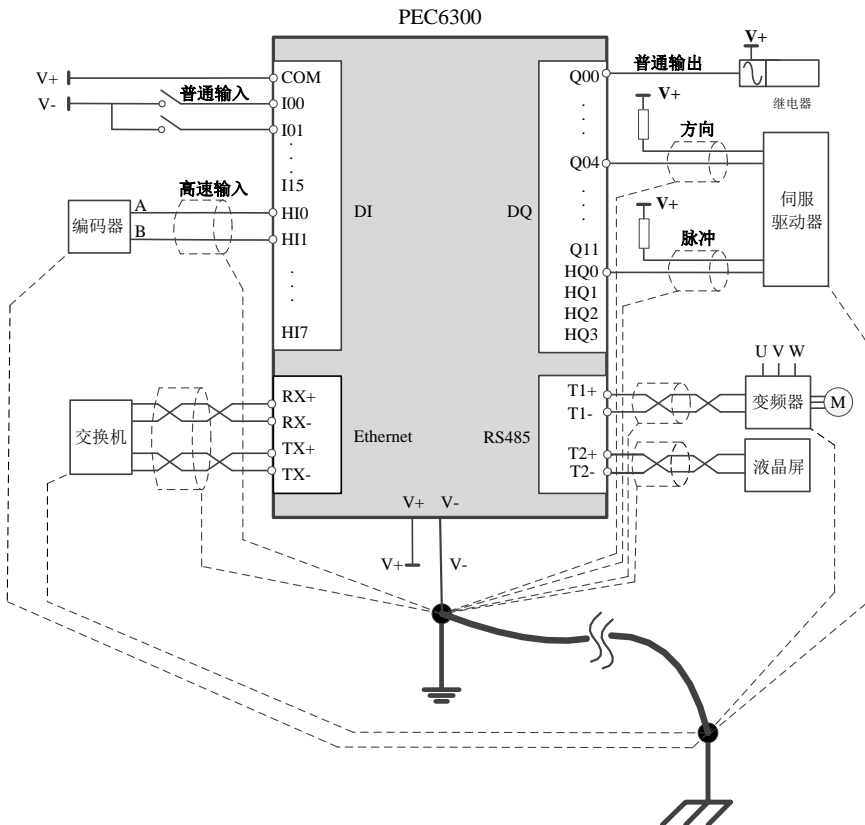 PEC6300
V+
V-
普通输入
COM
I00
I01
I15
高速输入
编码器
A
B
HI0
HI1
HI7
DI
DQ
Q00
Q04
Q11
HQ0
HQ1
HQ2
HQ3
普通输出
V+
继电器
V+
方向
V+
脉冲
伺服
驱动器
交换机
RX+
RX-
TX+
TX-
Ethernet
RS485
T1+
T1-
T2+
T2-
U V W
变频器
M
液晶屏
V+ V-
V+
V-